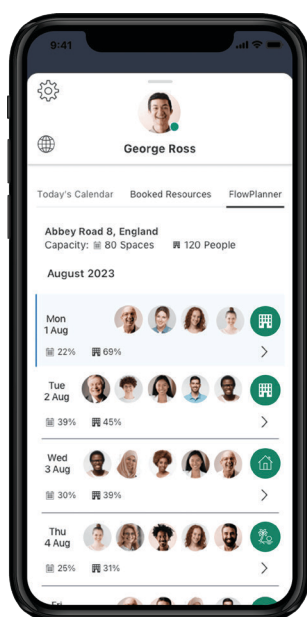 9:41
George Ross
Today's Calendar Booked Resources FlowPlanner
Abbey Road 8, England
Capacity: 80 Spaces 120 People
August 2023
Mon
1 Aug
22% 69%
Tue
2 Aug
39% 45%
Wed
3 Aug
30% 39%
Thu
4 Aug
25% 31%
Fri